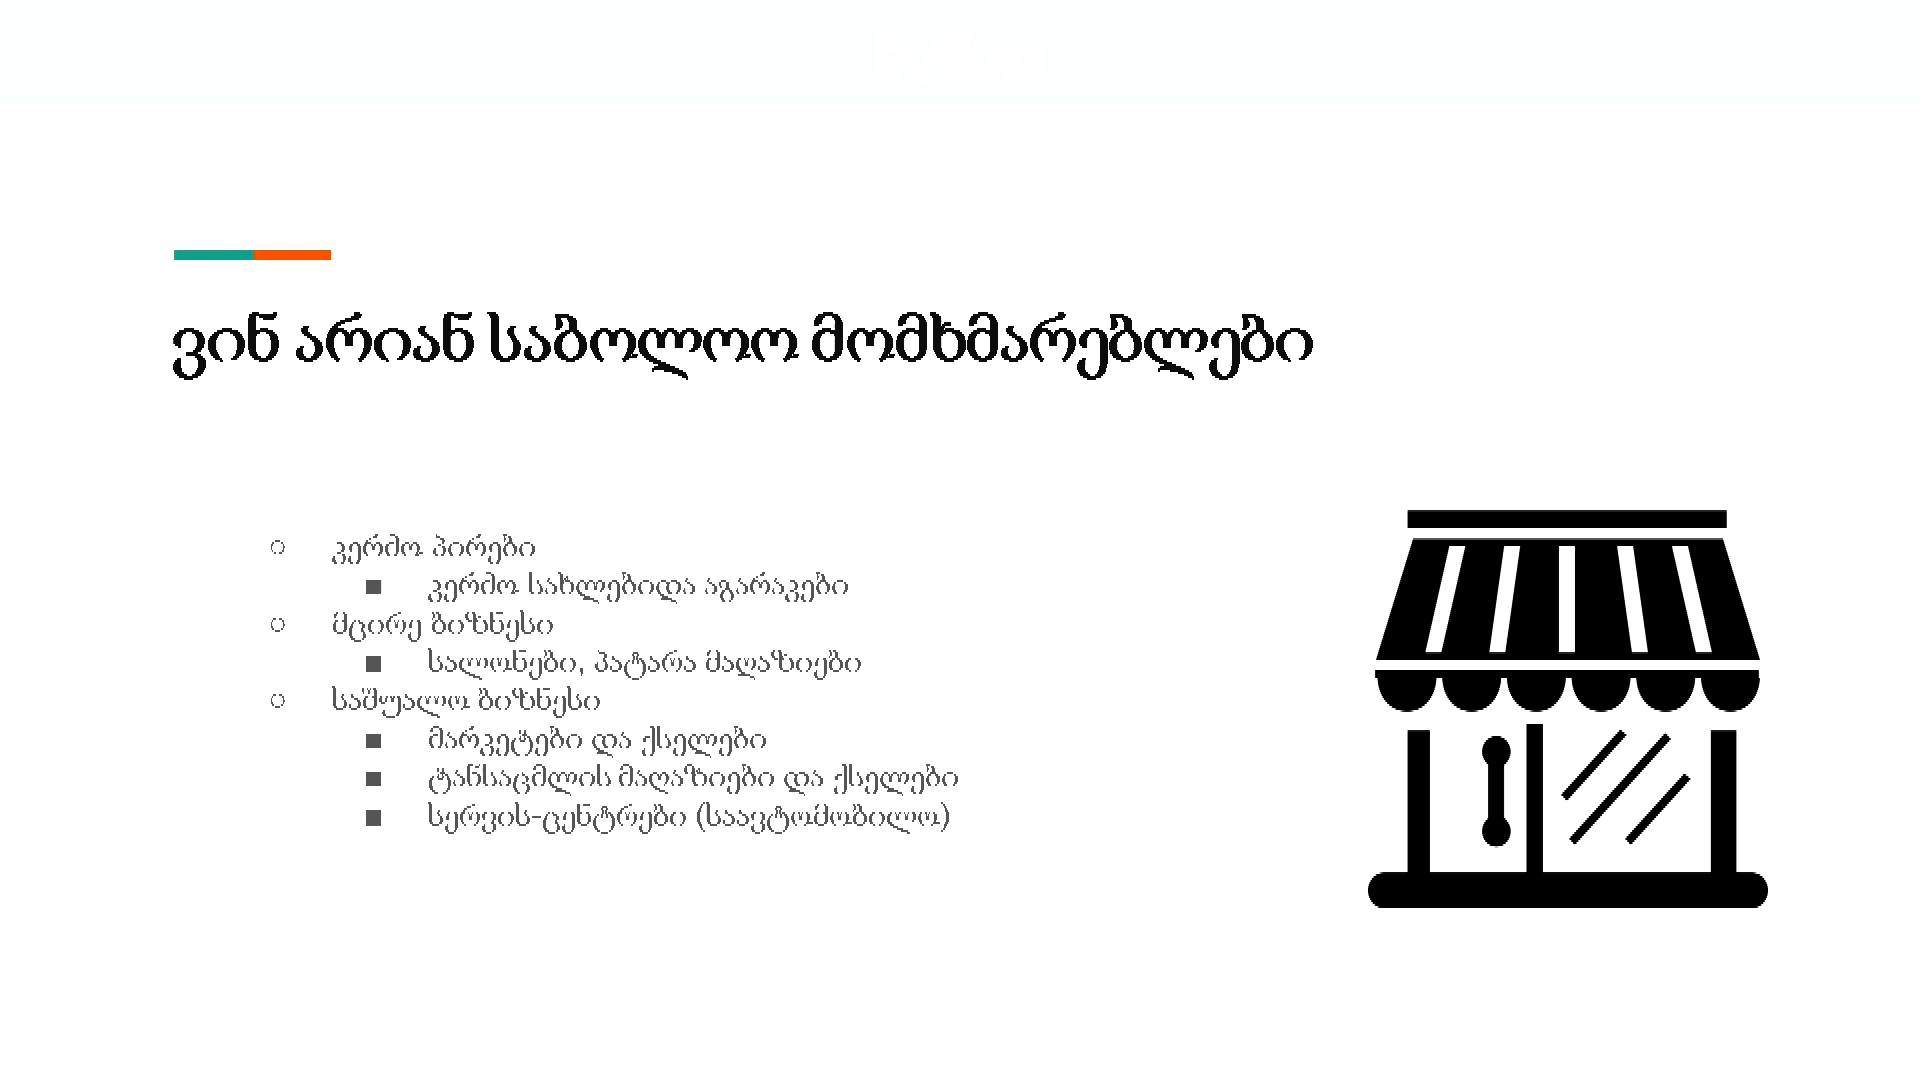 ვინ არიან საბოლოო მომხმარებლები
კერძო პირები
კერძო სახლებიდა აგარაკები
მცირე ბიზნესი
სალონები, პატარა მაღაზიები
საშუალო ბიზნესი
მარკეტები და ქსელები
ტანსაცმლის მაღაზიები და ქსელები
სერვის-ცენტრები (საავტომობილო)